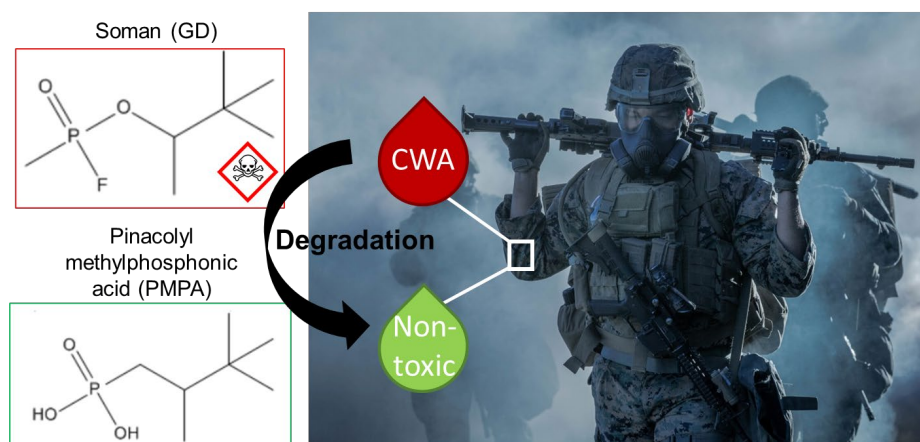 Soman (GD)
O
O
P
F
CWA
Degradation
Pinacolyl
methylphosphonic
acid (PMPA)
O
P
HO
OH
Non-
toxic